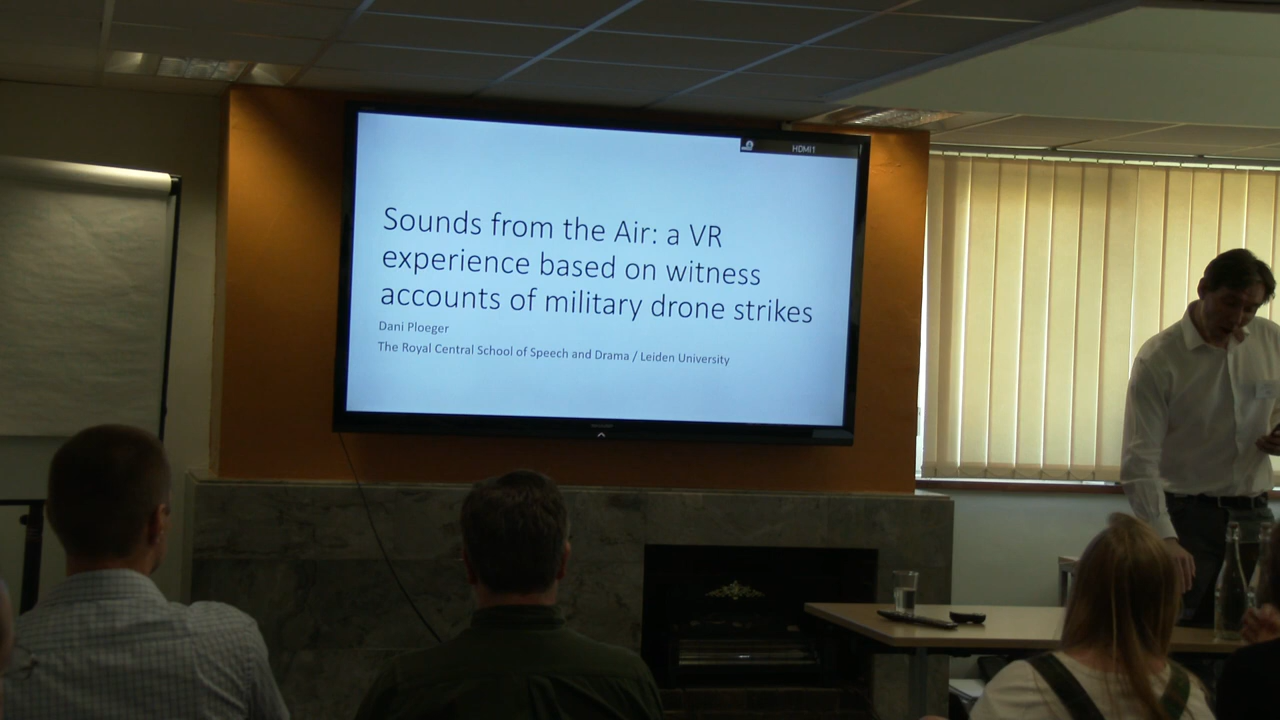 HDMI1
Sounds from the Air: a VR
experience based on witness
accounts of military drone strikes
Dani Ploeger
The Royal Central School of Speech and Drama / Leiden University